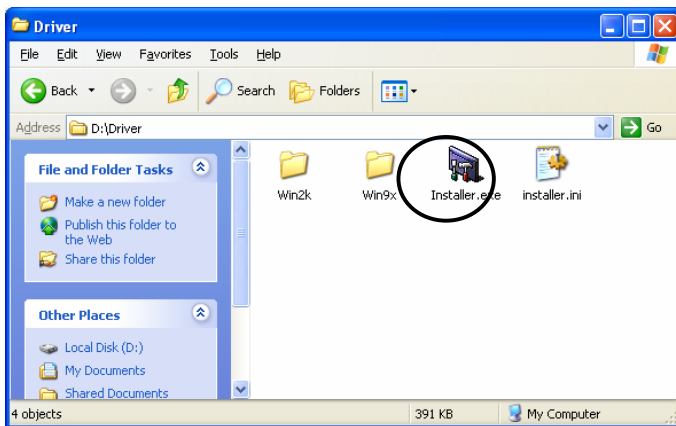 Driver
File Edit View Favorites Tools Help
Back Search Folders
Address D:\Driver Go
File and Folder Tasks
Make a new folder
Publish this folder to
the Web
Share this folder
Other Places
Local Disk (D:)
My Documents
Shared Documents
Win2k Win9x Installer.exe installer.ini
4 objects 391 KB My Computer